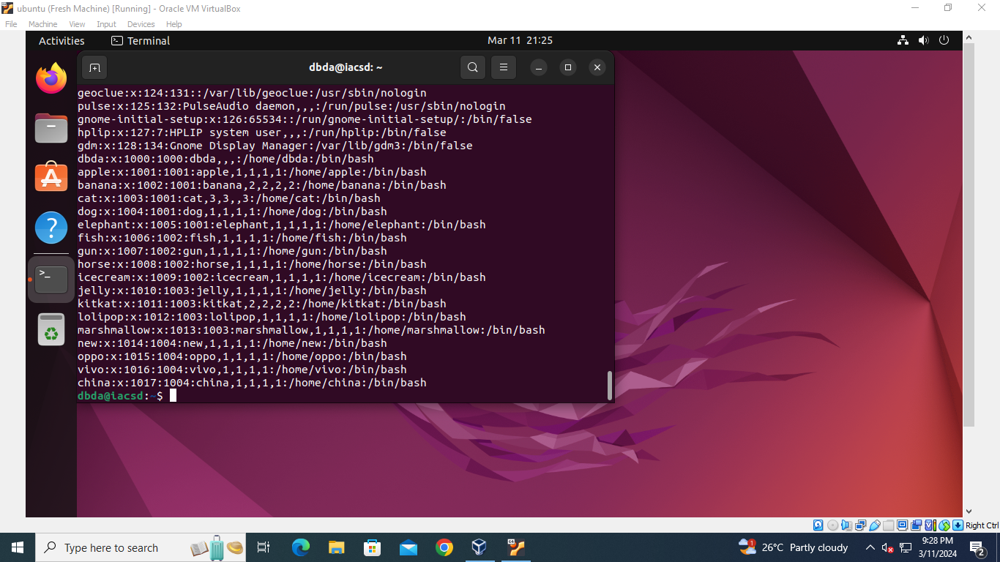 ubuntu (Fresh Machine) [Running] - Oracle VM VirtualBox
File Machine View Input Devices Help
Activities Terminal Mar 11 21:25
dbda@iacsd: ~
geoclue:x:124:131::/var/lib/geoclue:/usr/sbin/nologin
pulse:x:125:132:PulseAudio daemon,,,:/run/pulse:/usr/sbin/nologin
gnome-initial-setup:x:126:65534::/run/gnome-initial-setup/:/bin/false
hplip:x:127:7:HPLIP system user,,,:/run/hplip:/bin/false
gdm:x:128:134:Gnome Display Manager:/var/lib/gdm3:/bin/false
dbda:x:1000:1000:dbda,,,:/home/dbda:/bin/bash
apple:x:1001:1001:apple,1,1,1,1:/home/apple:/bin/bash
banana:x:1002:1001:banana,2,2,2,2:/home/banana:/bin/bash
cat:x:1003:1001:cat,3,3,,3:/home/cat:/bin/bash
dog:x:1004:1001:dog,1,1,1,1:/home/dog:/bin/bash
elephant:x:1005:1001:elephant,1,1,1,1:/home/elephant:/bin/bash
fish:x:1006:1002:fish,1,1,1,1:/home/fish:/bin/bash
gun:x:1007:1002:gun,1,1,1,1:/home/gun:/bin/bash
horse:x:1008:1002:horse,1,1,1,1:/home/horse:/bin/bash
icecream:x:1009:1002:icecream,1,1,1,1:/home/icecream:/bin/bash
jelly:x:1010:1003:jelly,1,1,1,1:/home/jelly:/bin/bash
kitkat:x:1011:1003:kitkat,2,2,2,2:/home/kitkat:/bin/bash
lolipop:x:1012:1003:lolipop,1,1,1,1:/home/lolipop:/bin/bash
marshmallow:x:1013:1003:marshmallow,1,1,1,1:/home/marshmallow:/bin/bash
new:x:1014:1004:new,1,1,1,1:/home/new:/bin/bash
oppo:x:1015:1004:oppo,1,1,1,1:/home/oppo:/bin/bash
vivo:x:1016:1004:vivo,1,1,1,1:/home/vivo:/bin/bash
china:x:1017:1004:china,1,1,1,1:/home/china:/bin/bash
dbda@iacsd:~$
Right Ctrl
Type here to search
1
26°C Partly cloudy
9:28 PM
3/11/2024
2